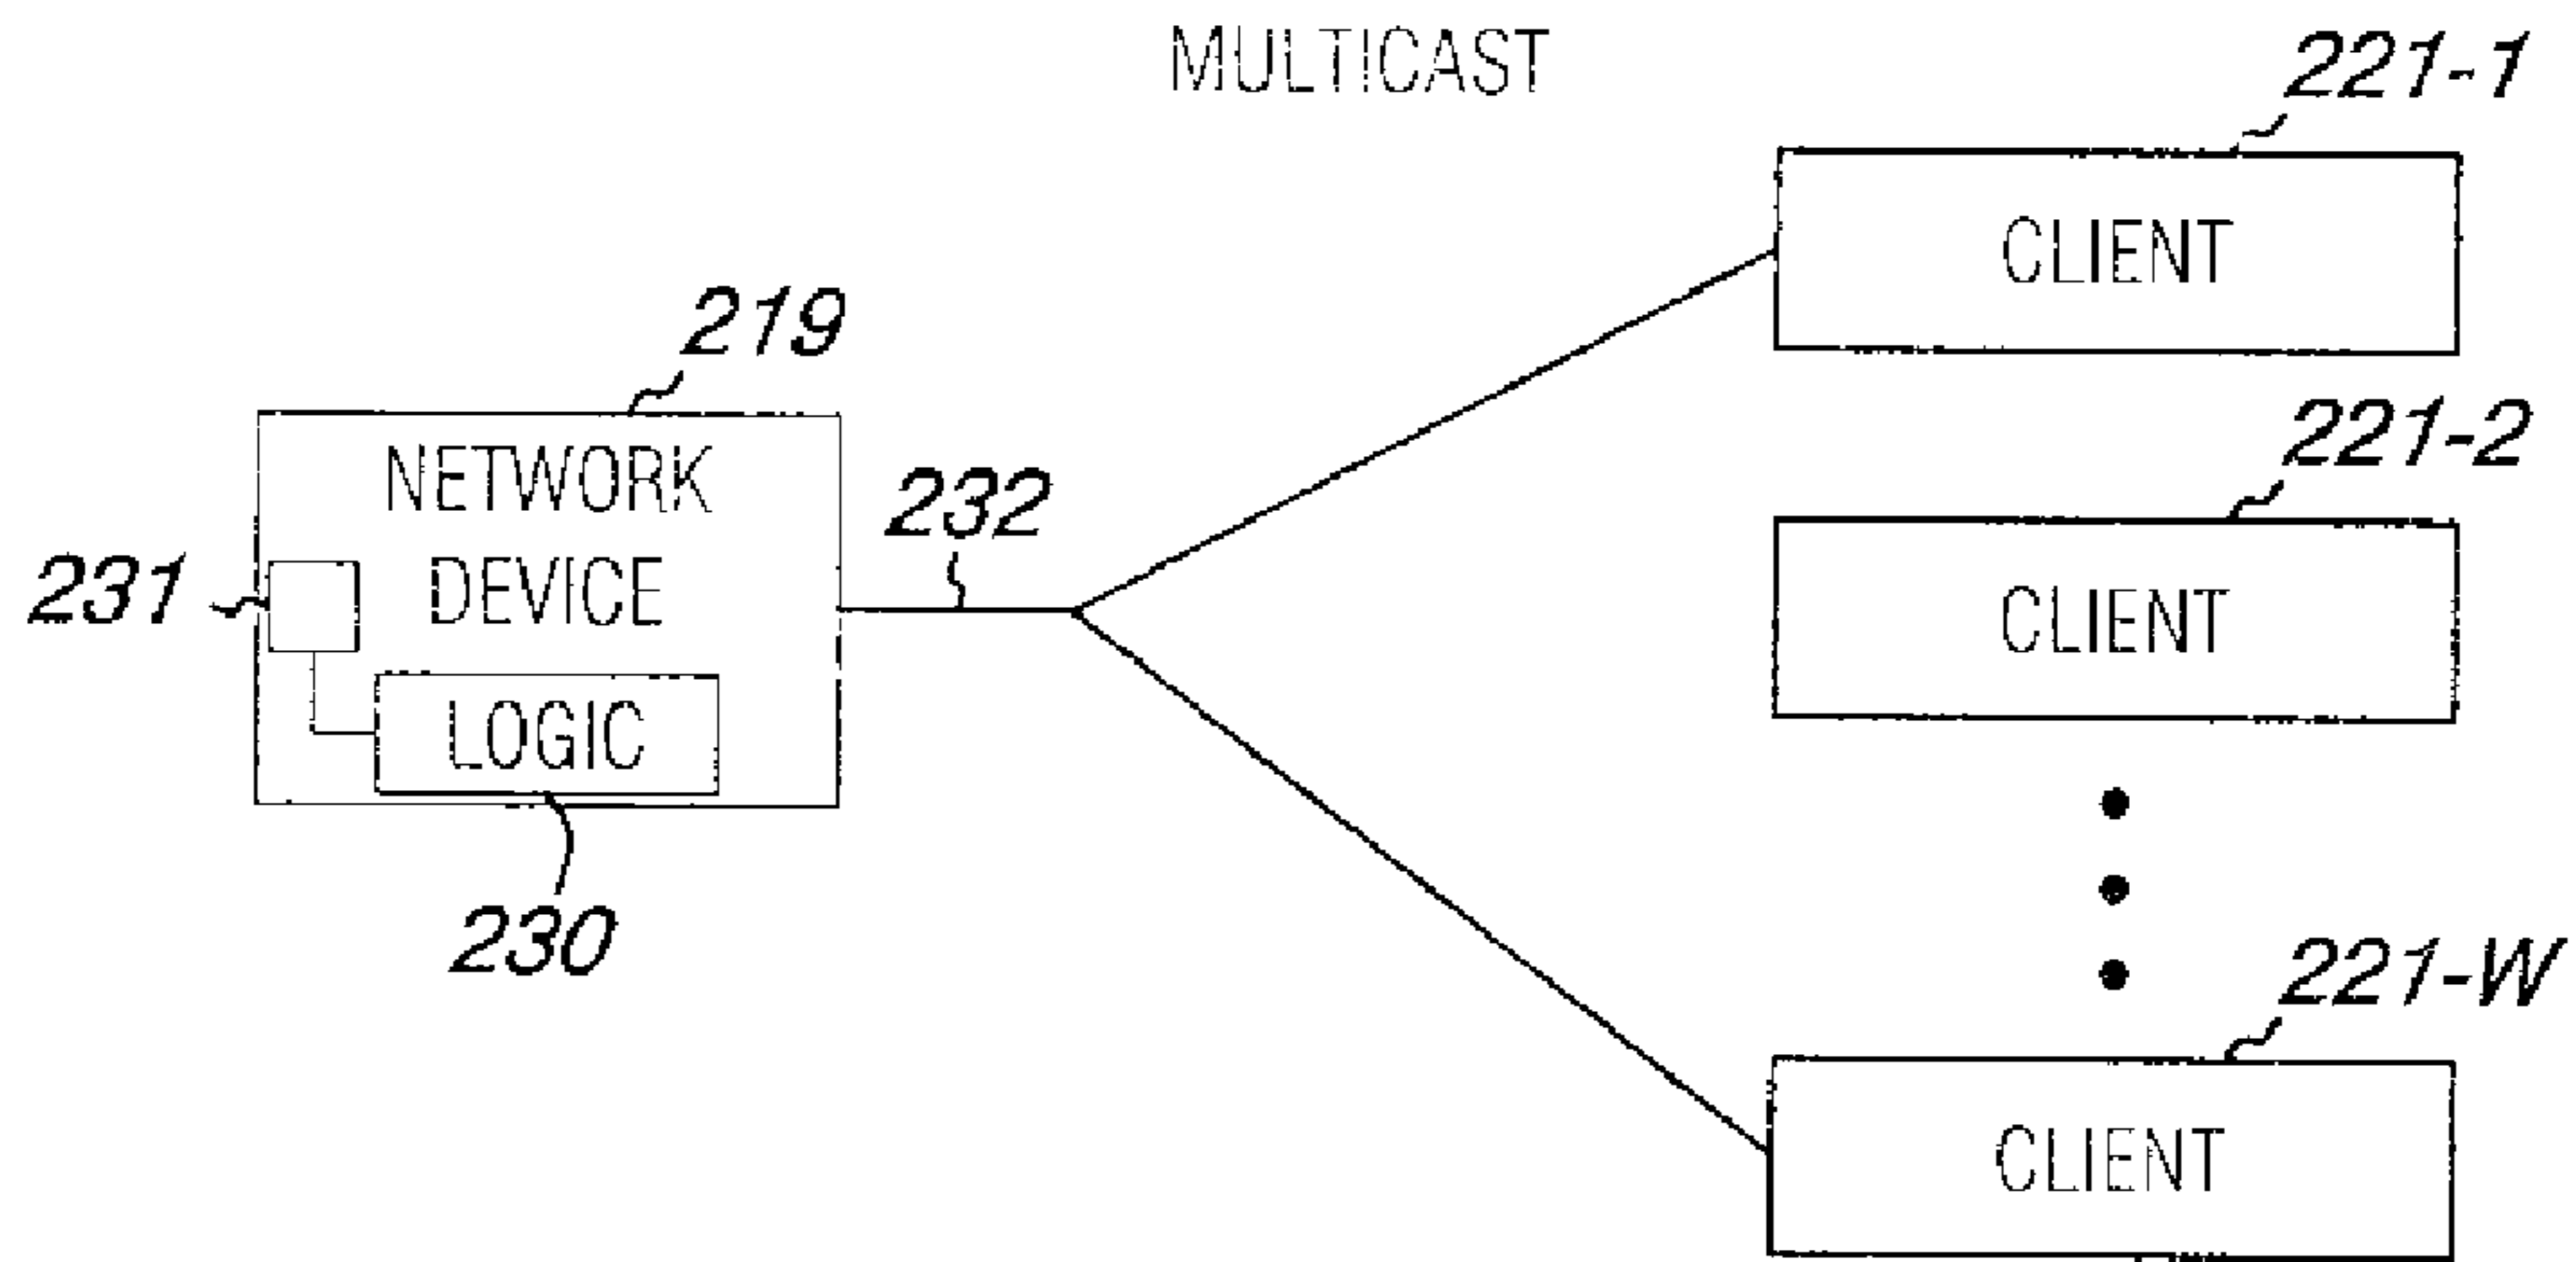 MULTICAST
221-1
CLIENT
219
NETWORK
DEVICE
232
221-2
231
CLIENT
LOGIC
230
221-W
CLIENT